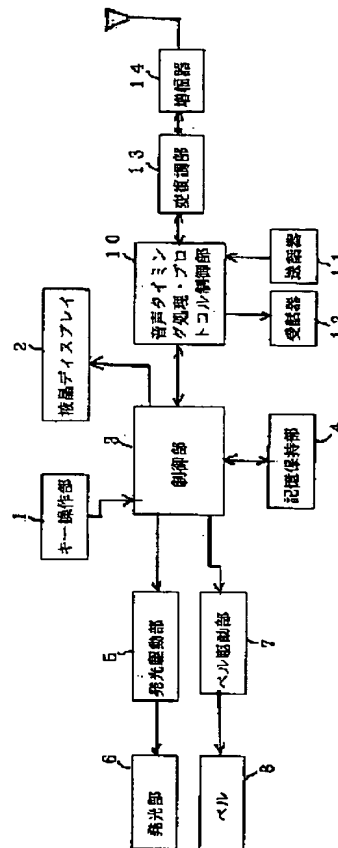 1
キー操作部
2
液晶ディスプレイ
3
制御部
4
記憶保持部
5
発光駆動部
6
発光部
7
ベル駆動部
8
ベル
10
音声タイミン
グ処理・プロ
トコル制御部
11
送話器
12
受話器
13
変復調部
14
増幅器